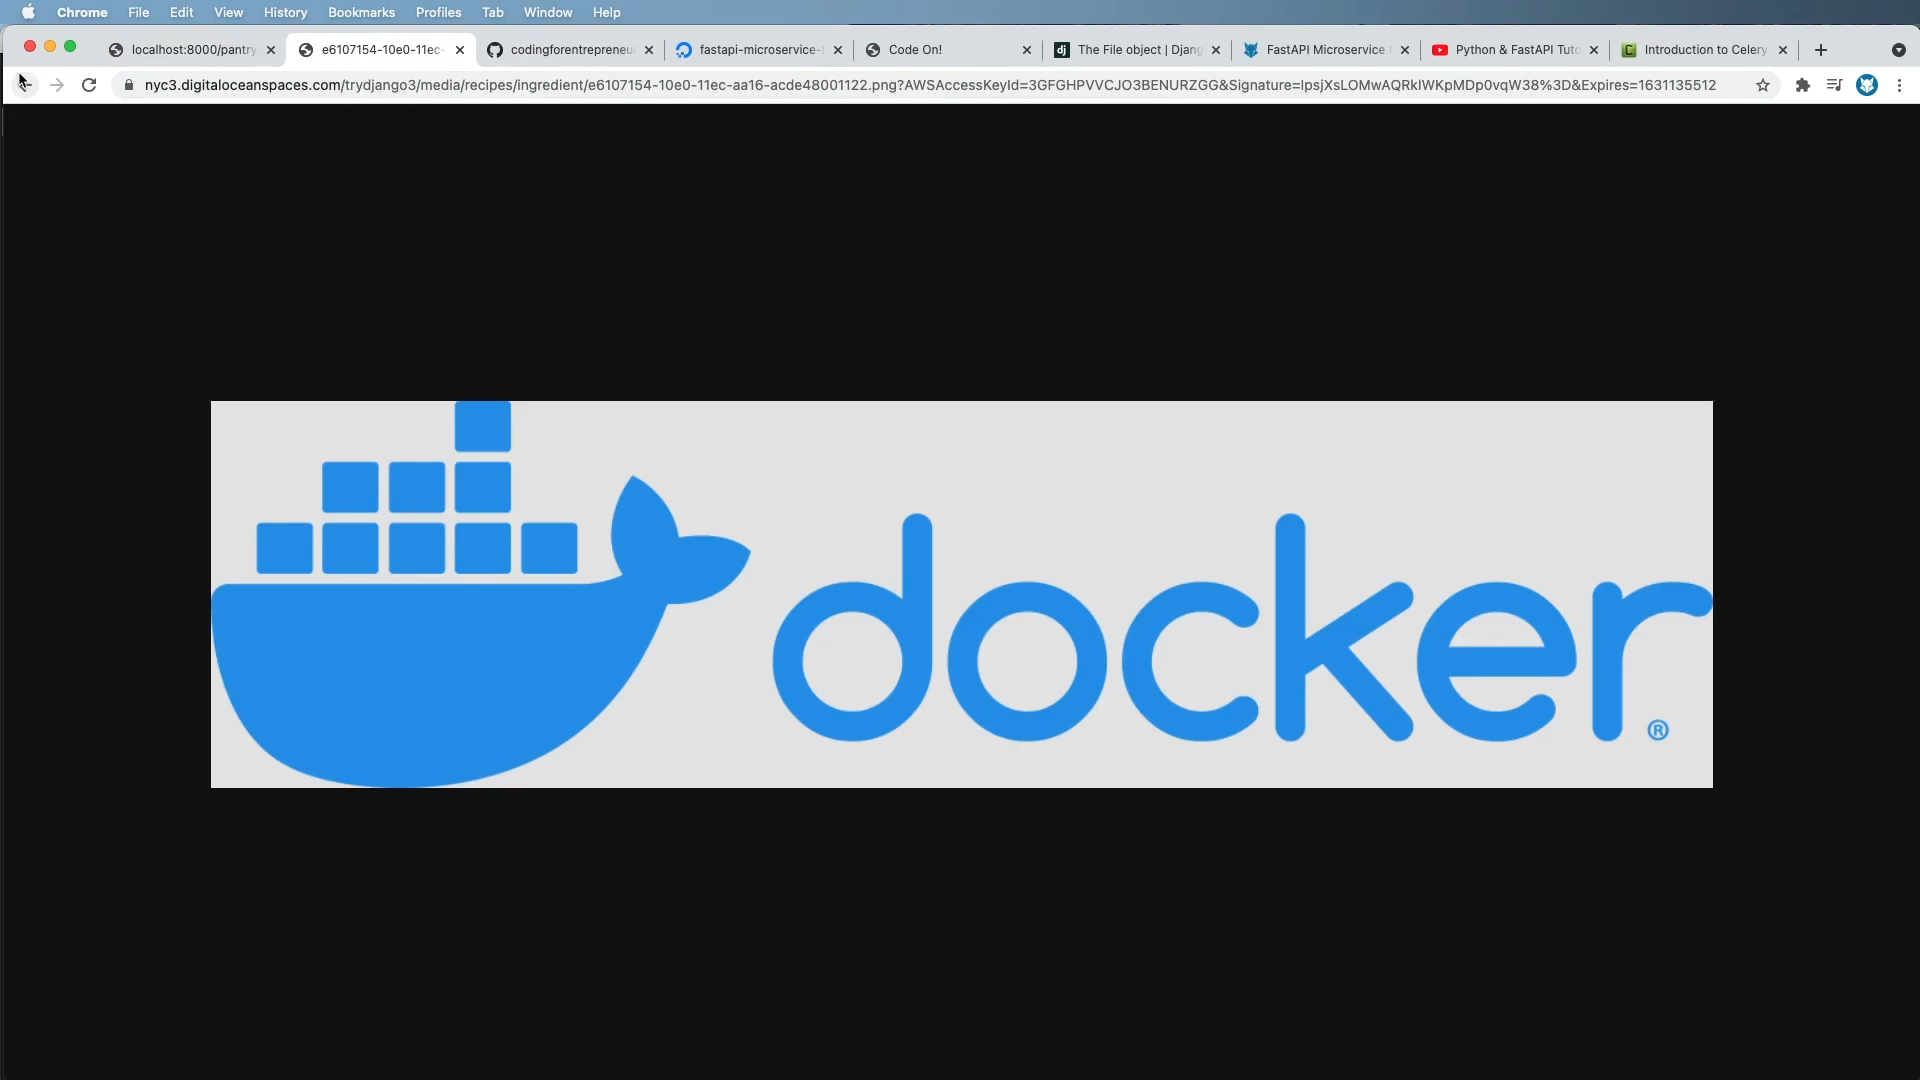 Chrome File Edit View History Bookmarks Profiles Tab Window Help
localhost:8000/pantry
e6107154-10e0-11ec-
codingforentrepreneu
fastapi-microservice-
Code On!
The File object | Djang
FastAPI Microservice
Python & FastAPI Tuto
Introduction to Celery
nyc3.digitaloceanspaces.com/trydjango3/media/recipes/ingredient/e6107154-10e0-11ec-aa16-acde48001122.png?AWSAccessKeyId=3GFGHPVVCJO3BENURZGG&Signature=lpsjXsLOMwAQRklWKpMDp0vqW38%3D&Expires=1631135512
docker®